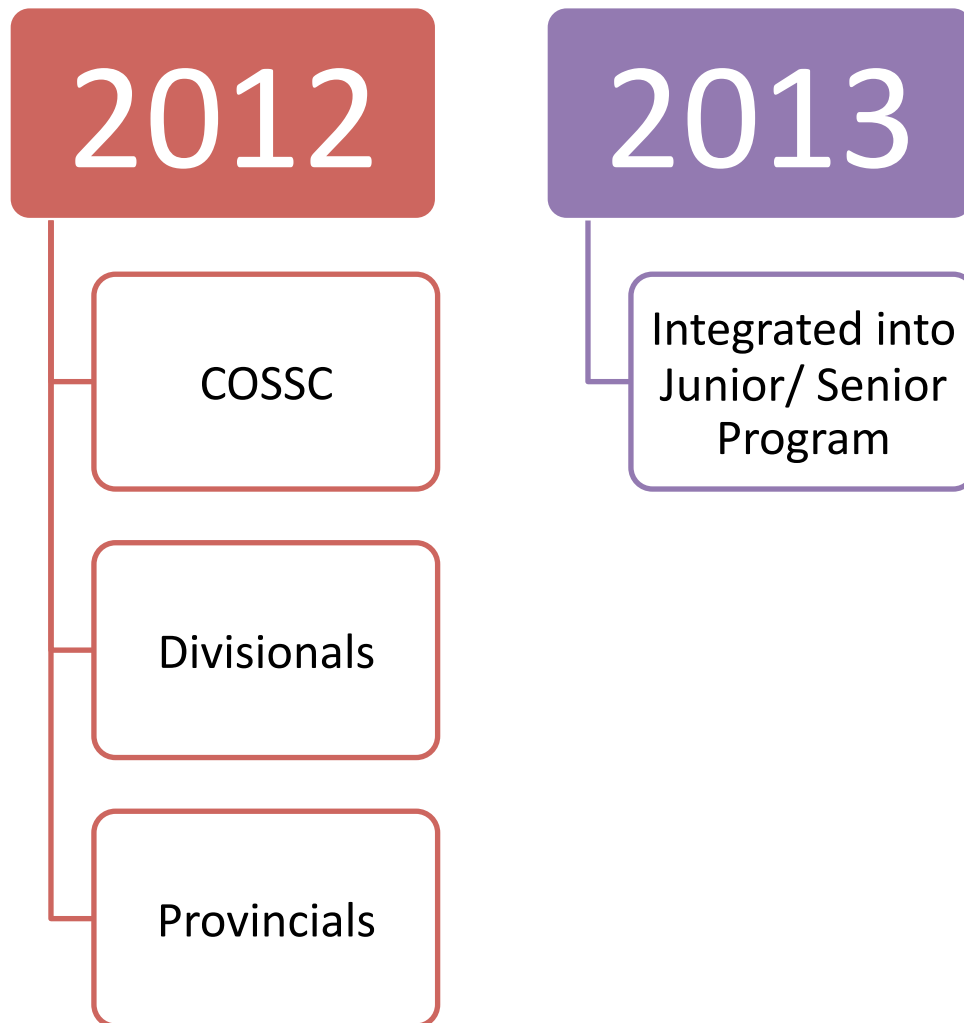 2012
COSSC
Divisionals
Provincials
2013
Integrated into
Junior/ Senior
Program